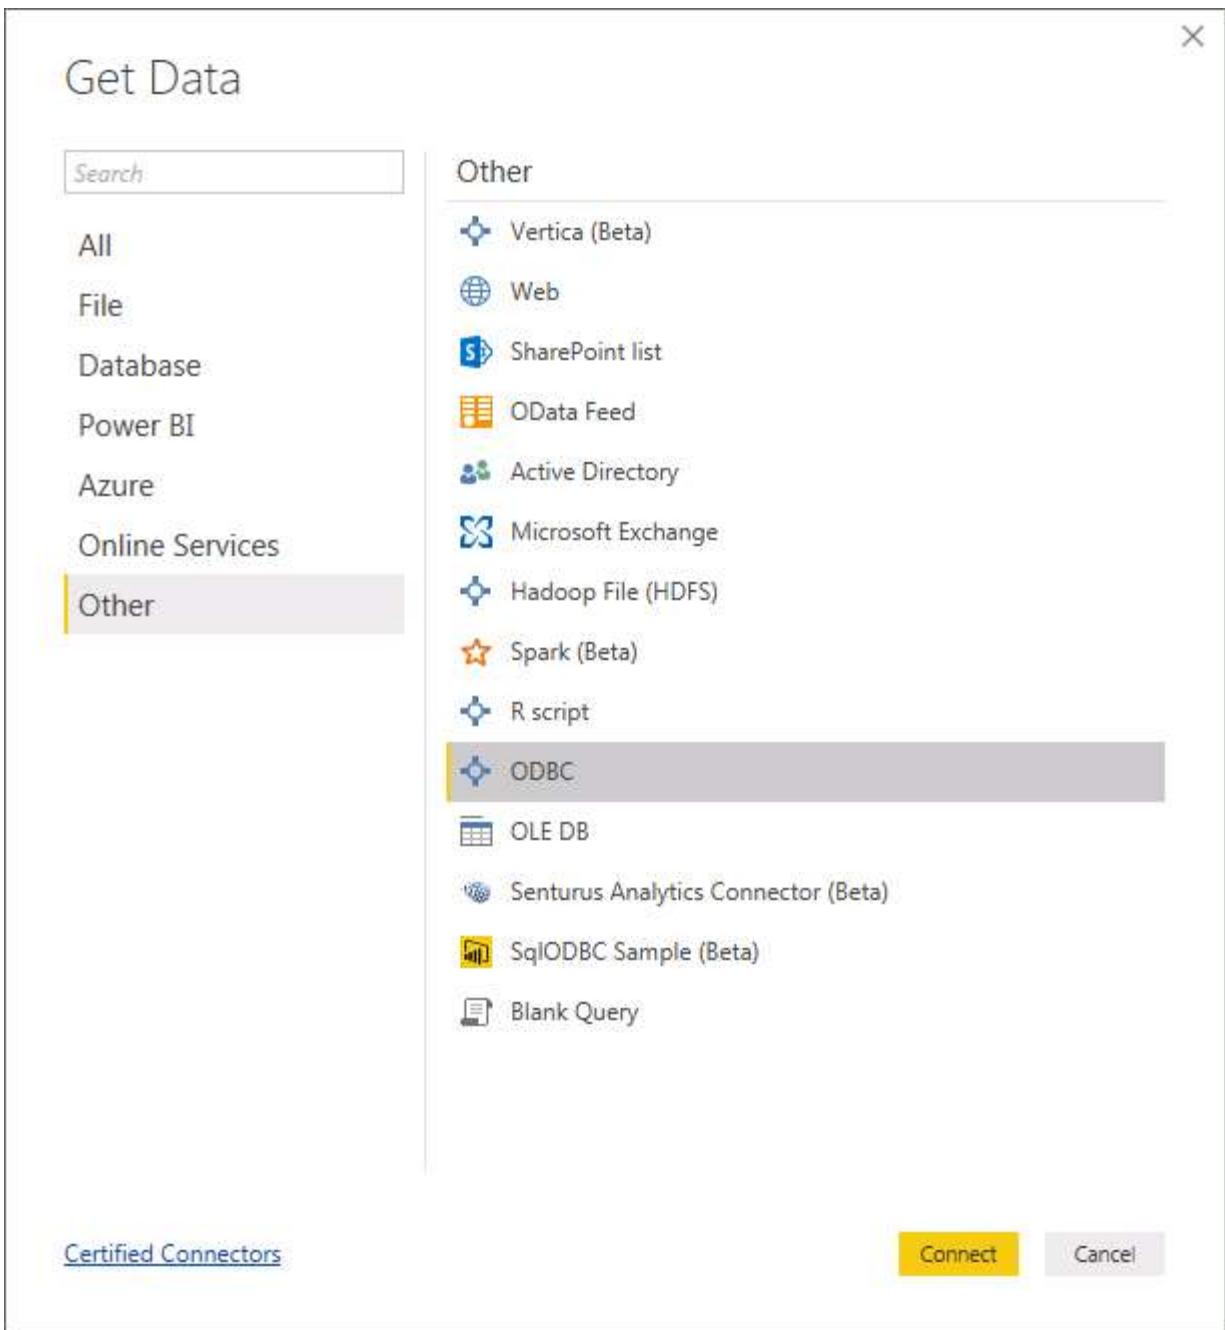 Get Data
Search
All
File
Database
Power BI
Azure
Online Services
Other
Other
Vertica (Beta)
Web
SharePoint list
OData Feed
Active Directory
Microsoft Exchange
Hadoop File (HDFS)
Spark (Beta)
R script
ODBC
OLE DB
Senturus Analytics Connector (Beta)
SqlODBC Sample (Beta)
Blank Query
Certified Connectors
Connect
Cancel